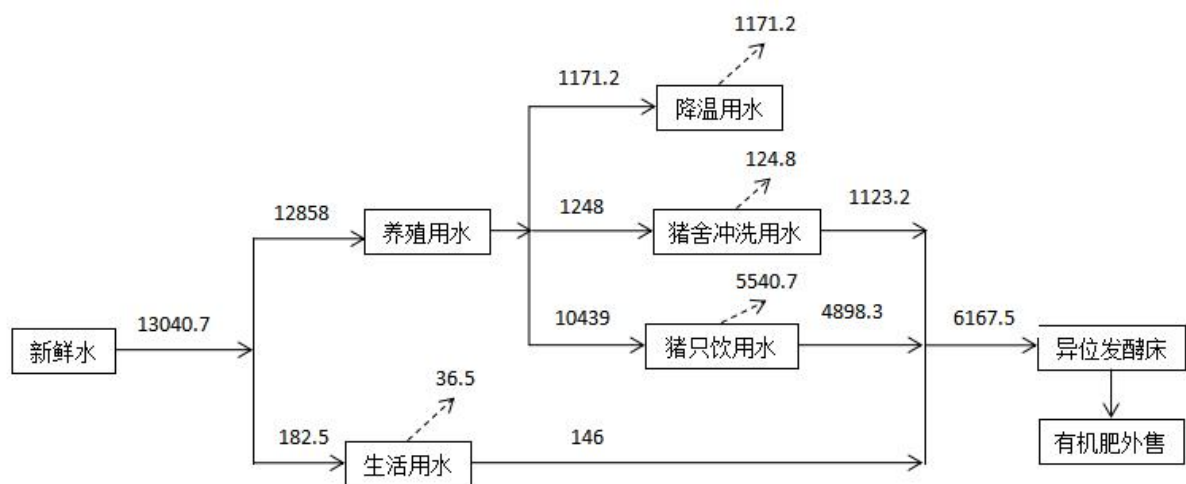 1171.2
1171.2
降温用水
124.8
12858
养殖用水
1248
猪舍冲洗用水
1123.2
5540.7
新鲜水
13040.7
10439
猪只饮用水
4898.3
6167.5
异位发酵床
36.5
182.5
生活用水
146
有机肥外售